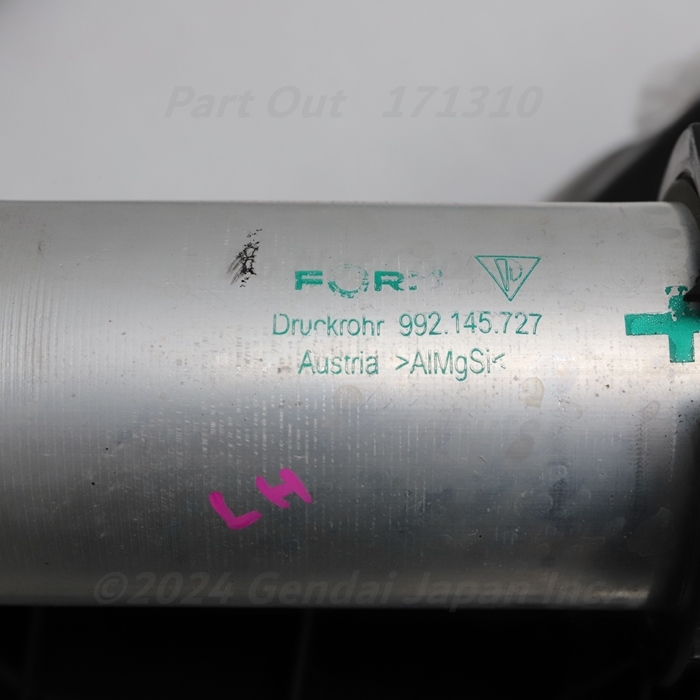 Part Out 171310
Druckrohr 992.145.727
Austria >AlMgSi<
LH
©2024 Gendai Japan Inc.